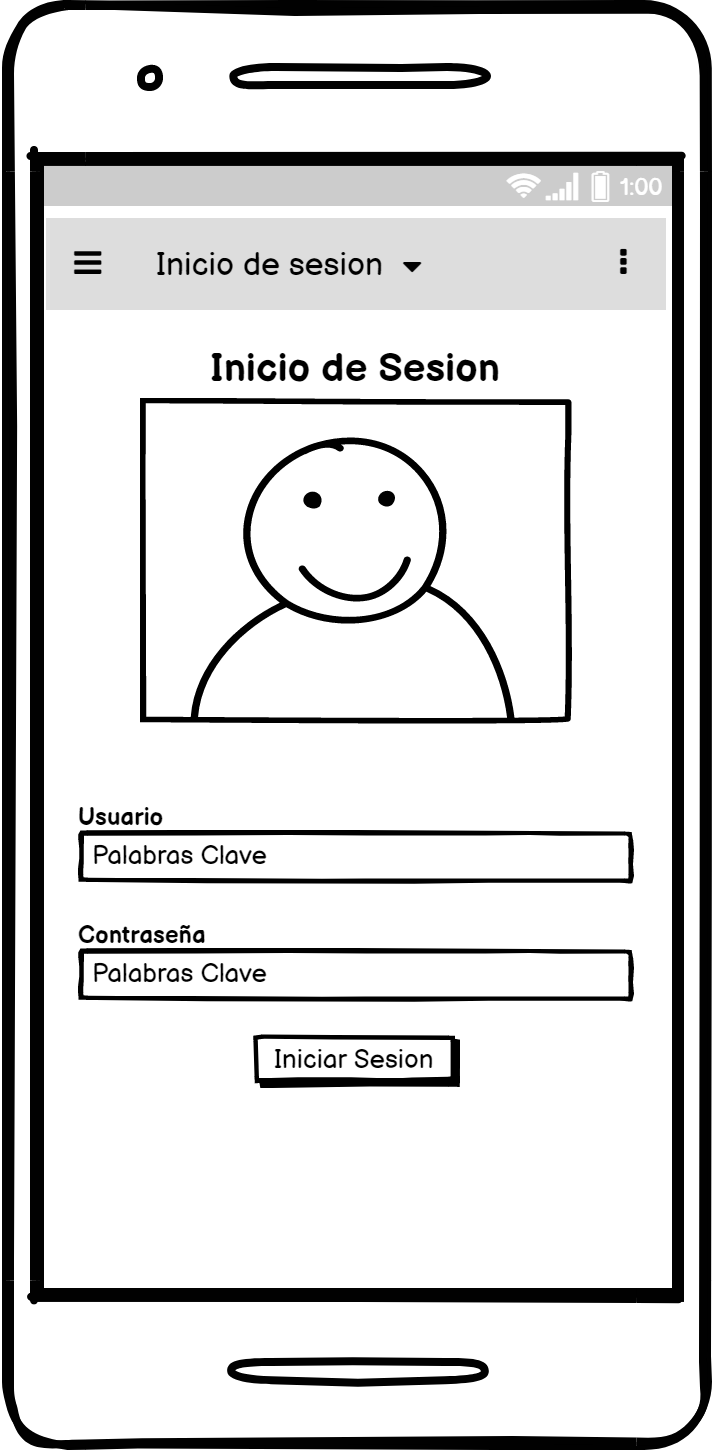 1:00
Inicio de sesion
Inicio de Sesion
Usuario
Palabras Clave
Contraseña
Palabras Clave
Iniciar Sesion